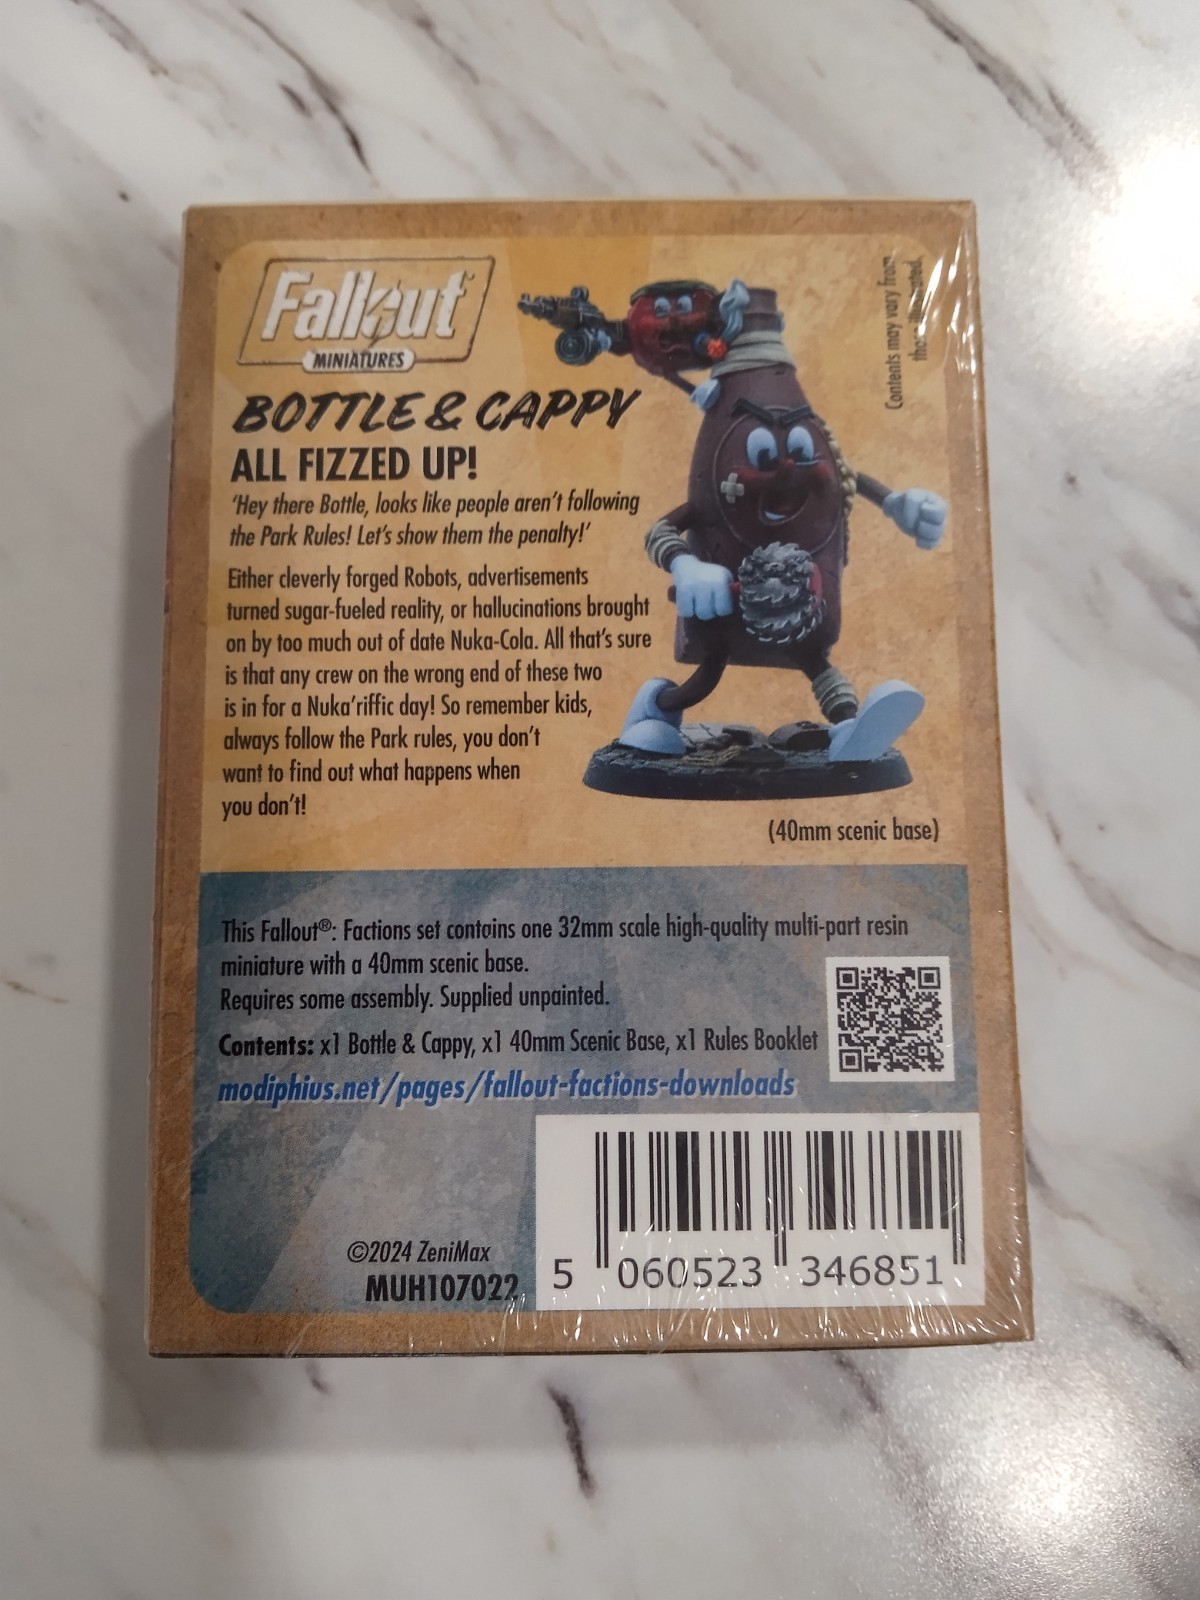 Fallout
MINIATURES
BOTTLE & CAPPY
ALL FIZZED UP!
'Hey there Bottle, looks like people aren't following
the Park Rules! Let's show them the penalty!'
Either cleverly forged Robots, advertisements
turned sugar-fueled reality, or hallucinations brought
on by too much out of date Nuka-Cola. All that's sure
is that any crew on the wrong end of these two
is in for a Nuka'riffic day! So remember kids,
always follow the Park rules, you don't
want to find out what happens when
you don't!
Contents may vary from
(40mm scenic base)
This Fallout®: Factions set contains one 32mm scale high-quality multi-part resin
miniature with a 40mm scenic base.
Requires some assembly. Supplied unpainted.
Contents: x1 Bottle & Cappy, x1 40mm Scenic Base, x1 Rules Booklet
modiphius.net/pages/fallout-factions-downloads
©2024 ZeniMax
MUH107022
5 060523 346851